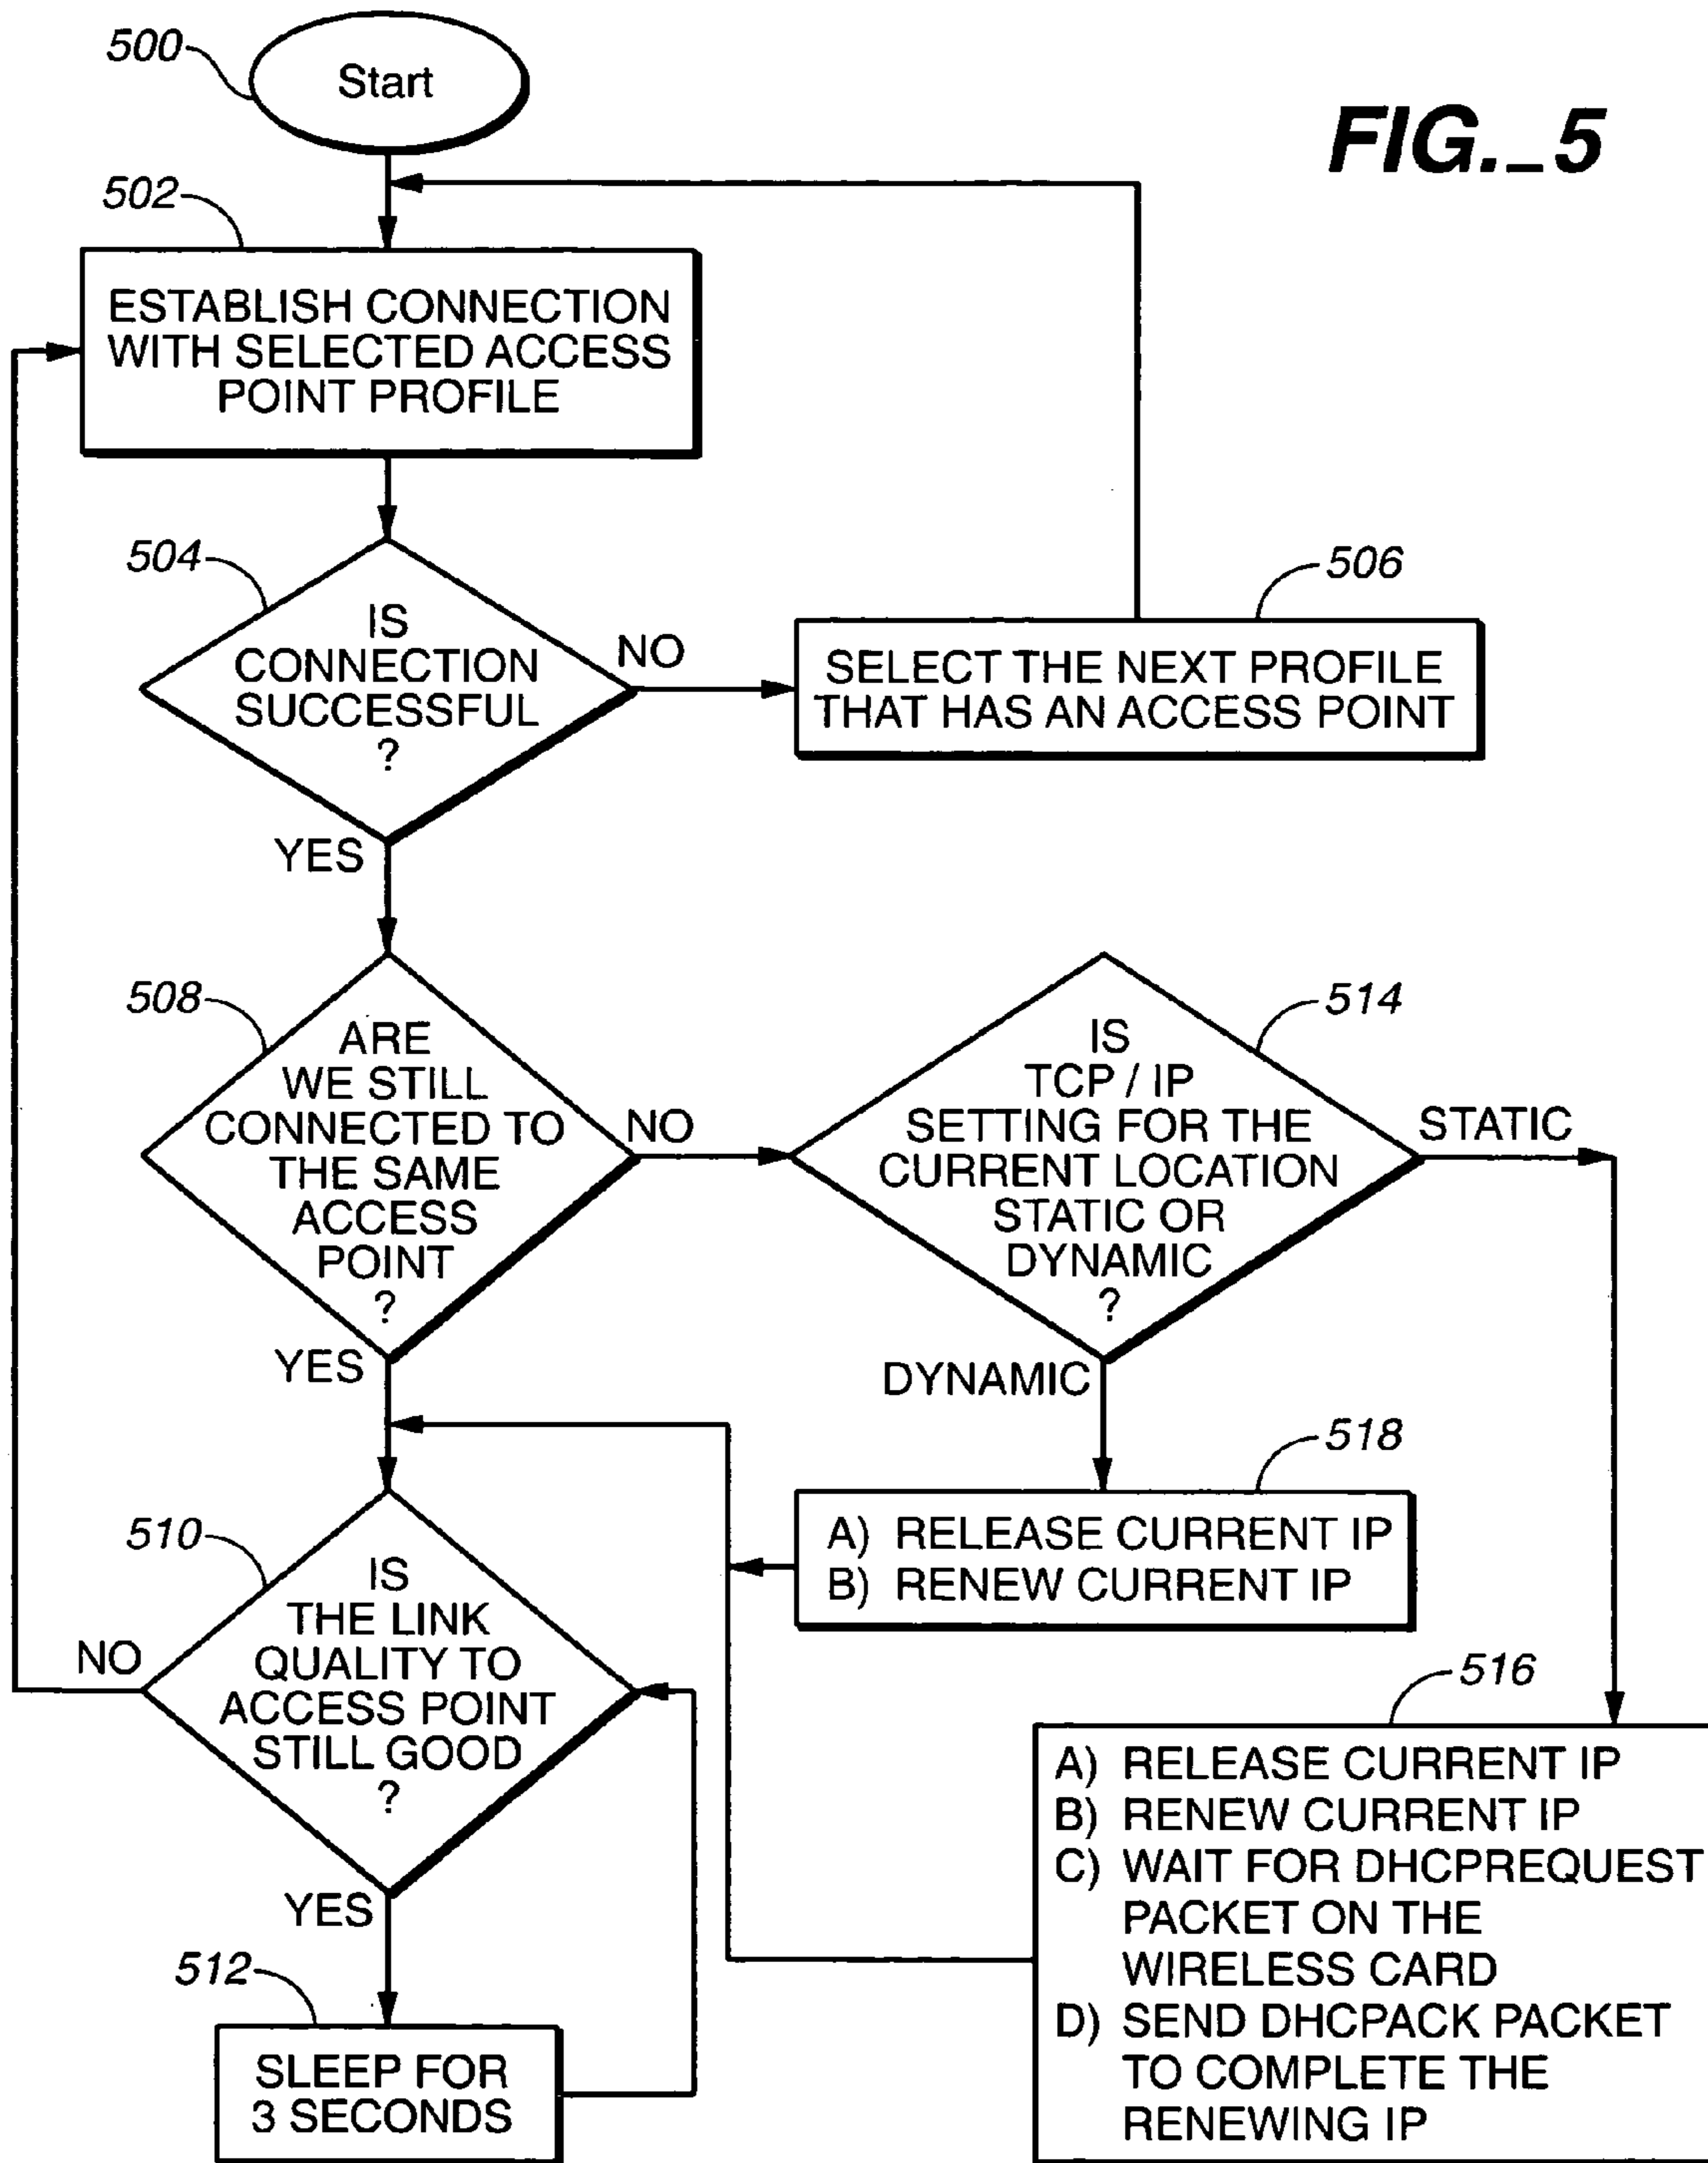 FIG._5
500
Start
502
ESTABLISH CONNECTION
WITH SELECTED ACCESS
POINT PROFILE
504
IS
CONNECTION
SUCCESSFUL
?
NO
YES
506
SELECT THE NEXT PROFILE
THAT HAS AN ACCESS POINT
508
ARE
WE STILL
CONNECTED TO
THE SAME
ACCESS
POINT
?
NO
YES
514
IS
TCP / IP
SETTING FOR THE
CURRENT LOCATION
STATIC OR
DYNAMIC
?
STATIC
DYNAMIC
518
A) RELEASE CURRENT IP
B) RENEW CURRENT IP
510
IS
THE LINK
QUALITY TO
ACCESS POINT
STILL GOOD
?
NO
YES
516
A) RELEASE CURRENT IP
B) RENEW CURRENT IP
C) WAIT FOR DHCPREQUEST
PACKET ON THE
WIRELESS CARD
D) SEND DHCPACK PACKET
TO COMPLETE THE
RENEWING IP
512
SLEEP FOR
3 SECONDS